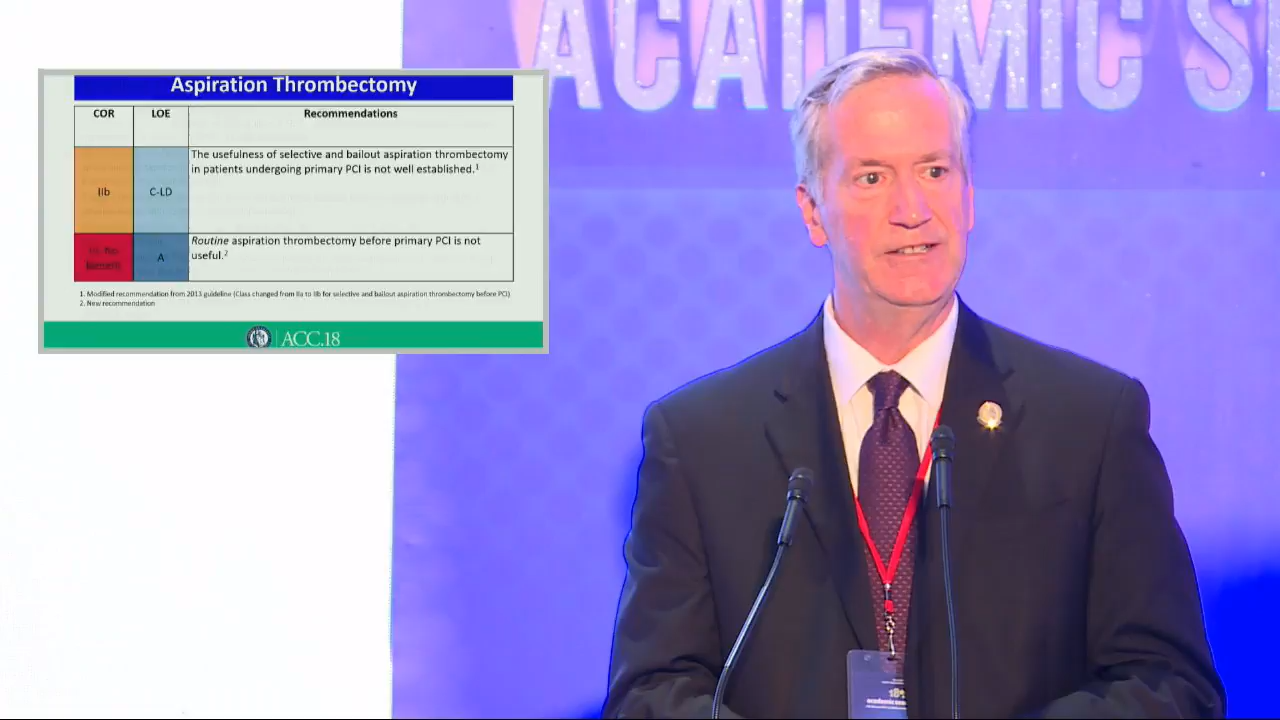 ACADEMIC S
Aspiration Thrombectomy
COR LOE Recommendations
IIb C-LD The usefulness of selective and bailout aspiration thrombectomy
in patients undergoing primary PCI is not well established.1
A Routine aspiration thrombectomy before primary PCI is not
useful.2
1. Modified recommendation from 2013 guideline (Class changed from IIa to IIb for selective and bailout aspiration thrombectomy before PCI)
2. New recommendation
ACC.18